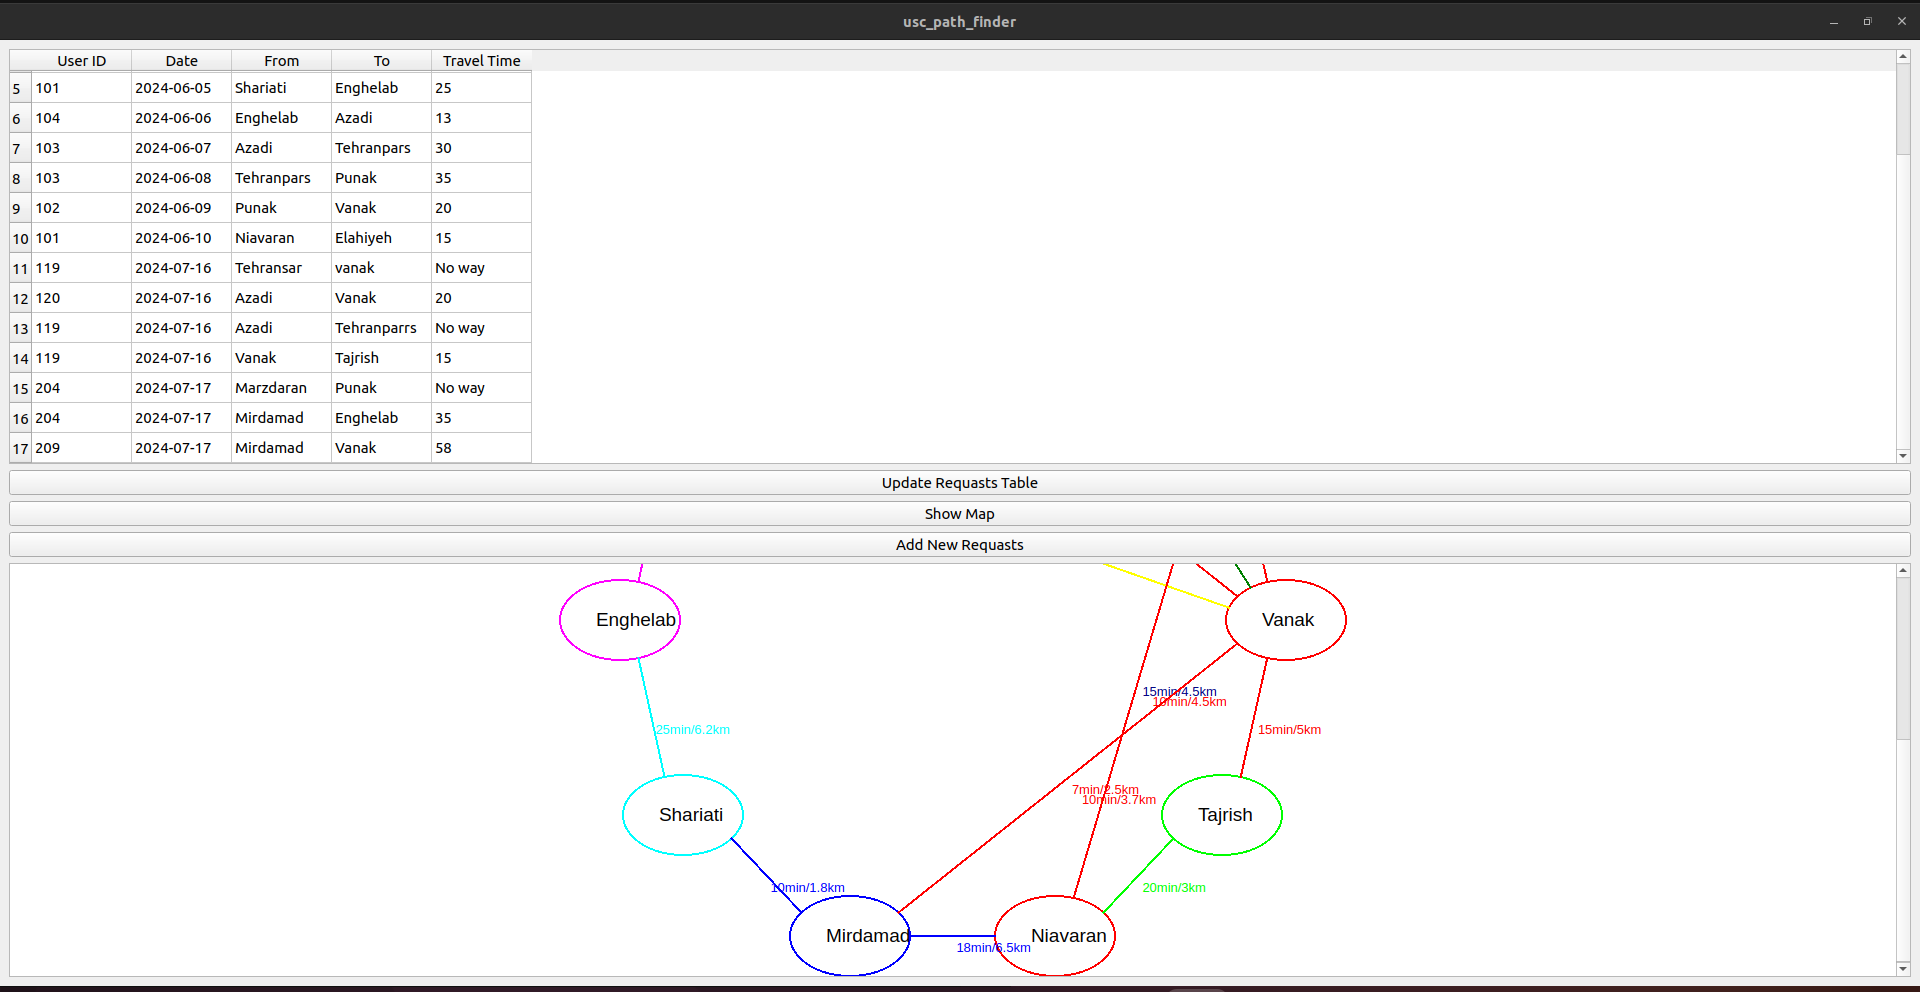 usc_path_finder
User ID Date From To Travel Time
5 101 2024-06-05 Shariati Enghelab 25
6 104 2024-06-06 Enghelab Azadi 13
7 103 2024-06-07 Azadi Tehranpars 30
8 103 2024-06-08 Tehranpars Punak 35
9 102 2024-06-09 Punak Vanak 20
10 101 2024-06-10 Niavaran Elahiyeh 15
11 119 2024-07-16 Tehransar vanak No way
12 120 2024-07-16 Azadi Vanak 20
13 119 2024-07-16 Azadi Tehranparrs No way
14 119 2024-07-16 Vanak Tajrish 15
15 204 2024-07-17 Marzdaran Punak No way
16 204 2024-07-17 Mirdamad Enghelab 35
17 209 2024-07-17 Mirdamad Vanak 58
Update Requasts Table
Show Map
Add New Requasts
Enghelab
Vanak
15min/4.5km
10min/4.5km
25min/6.2km
15min/5km
7min/2.5km
10min/3.7km
Shariati
Tajrish
10min/1.8km
20min/3km
Mirdamad
Niavaran
18min/6.5km